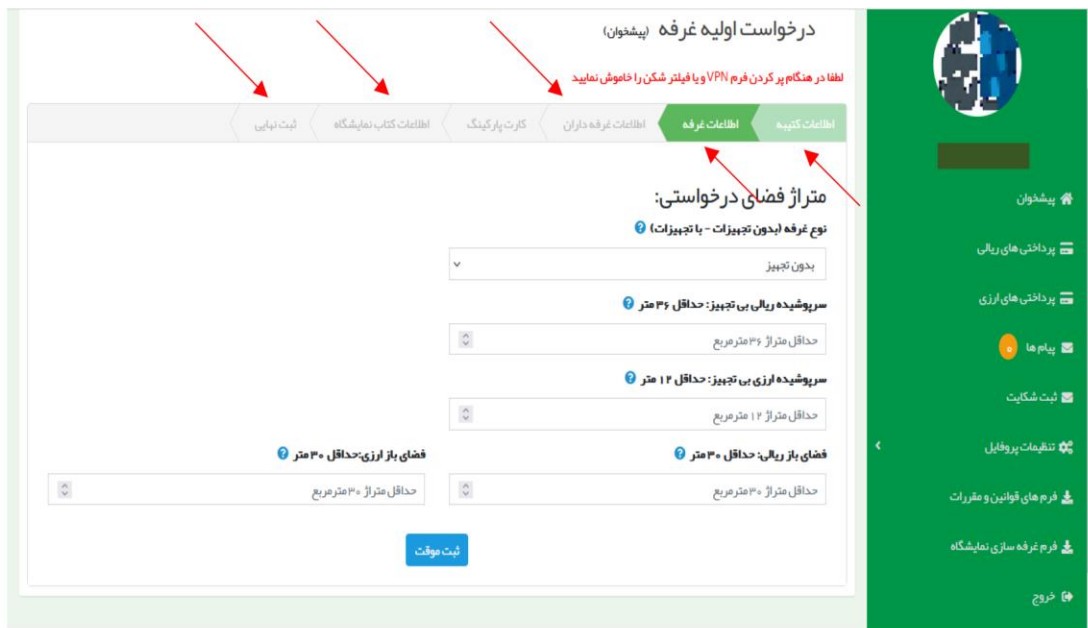 درخواست اولیه غرفه (پیشخوان)
لطفا در هنگام پر کردن فرم VPN و یا فیلتر شکن را خاموش نمایید
اطلاعات کتیبه
اطلاعات غرفه
اطلاعات غرفه داران
کارت پارکینگ
اطلاعات کتاب نمایشگاه
ثبت نهایی
متراژ فضای درخواستی:
نوع غرفه (بدون تجهیزات - با تجهیزات)
بدون تجهیز
سرپوشیده ریالی بی تجهیز: حداقل ۳۶ متر
حداقل متراژ ۳۶ مترمربع
سرپوشیده ارزی بی تجهیز: حداقل ۱۲ متر
حداقل متراژ ۱۲ مترمربع
فضای باز ریالی: حداقل ۳۰ متر
حداقل متراژ ۳۰ مترمربع
فضای باز ارزی:حداقل ۳۰ متر
حداقل متراژ ۳۰ مترمربع
ثبت موقت
پیشخوان
پرداختی های ریالی
پرداختی های ارزی
پیام ها ۰
ثبت شکایت
تنظیمات پروفایل
فرم های قوانین و مقررات
فرم غرفه سازی نمایشگاه
خروج